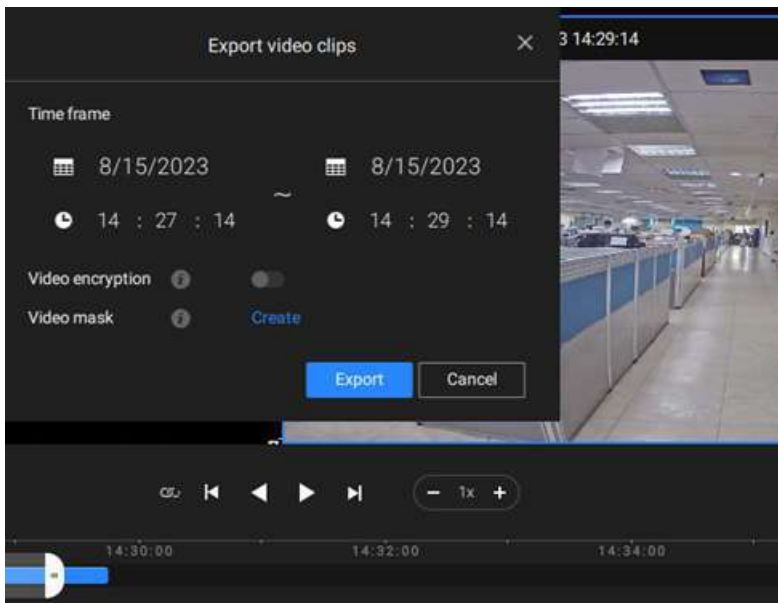 Export video clips
3 14:29:14
Time frame
8/15/2023 ~ 8/15/2023
14 : 27 : 14 14 : 29 : 14
Video encryption
Video mask Create
Export Cancel
1x
14:30:00 14:32:00 14:34:00